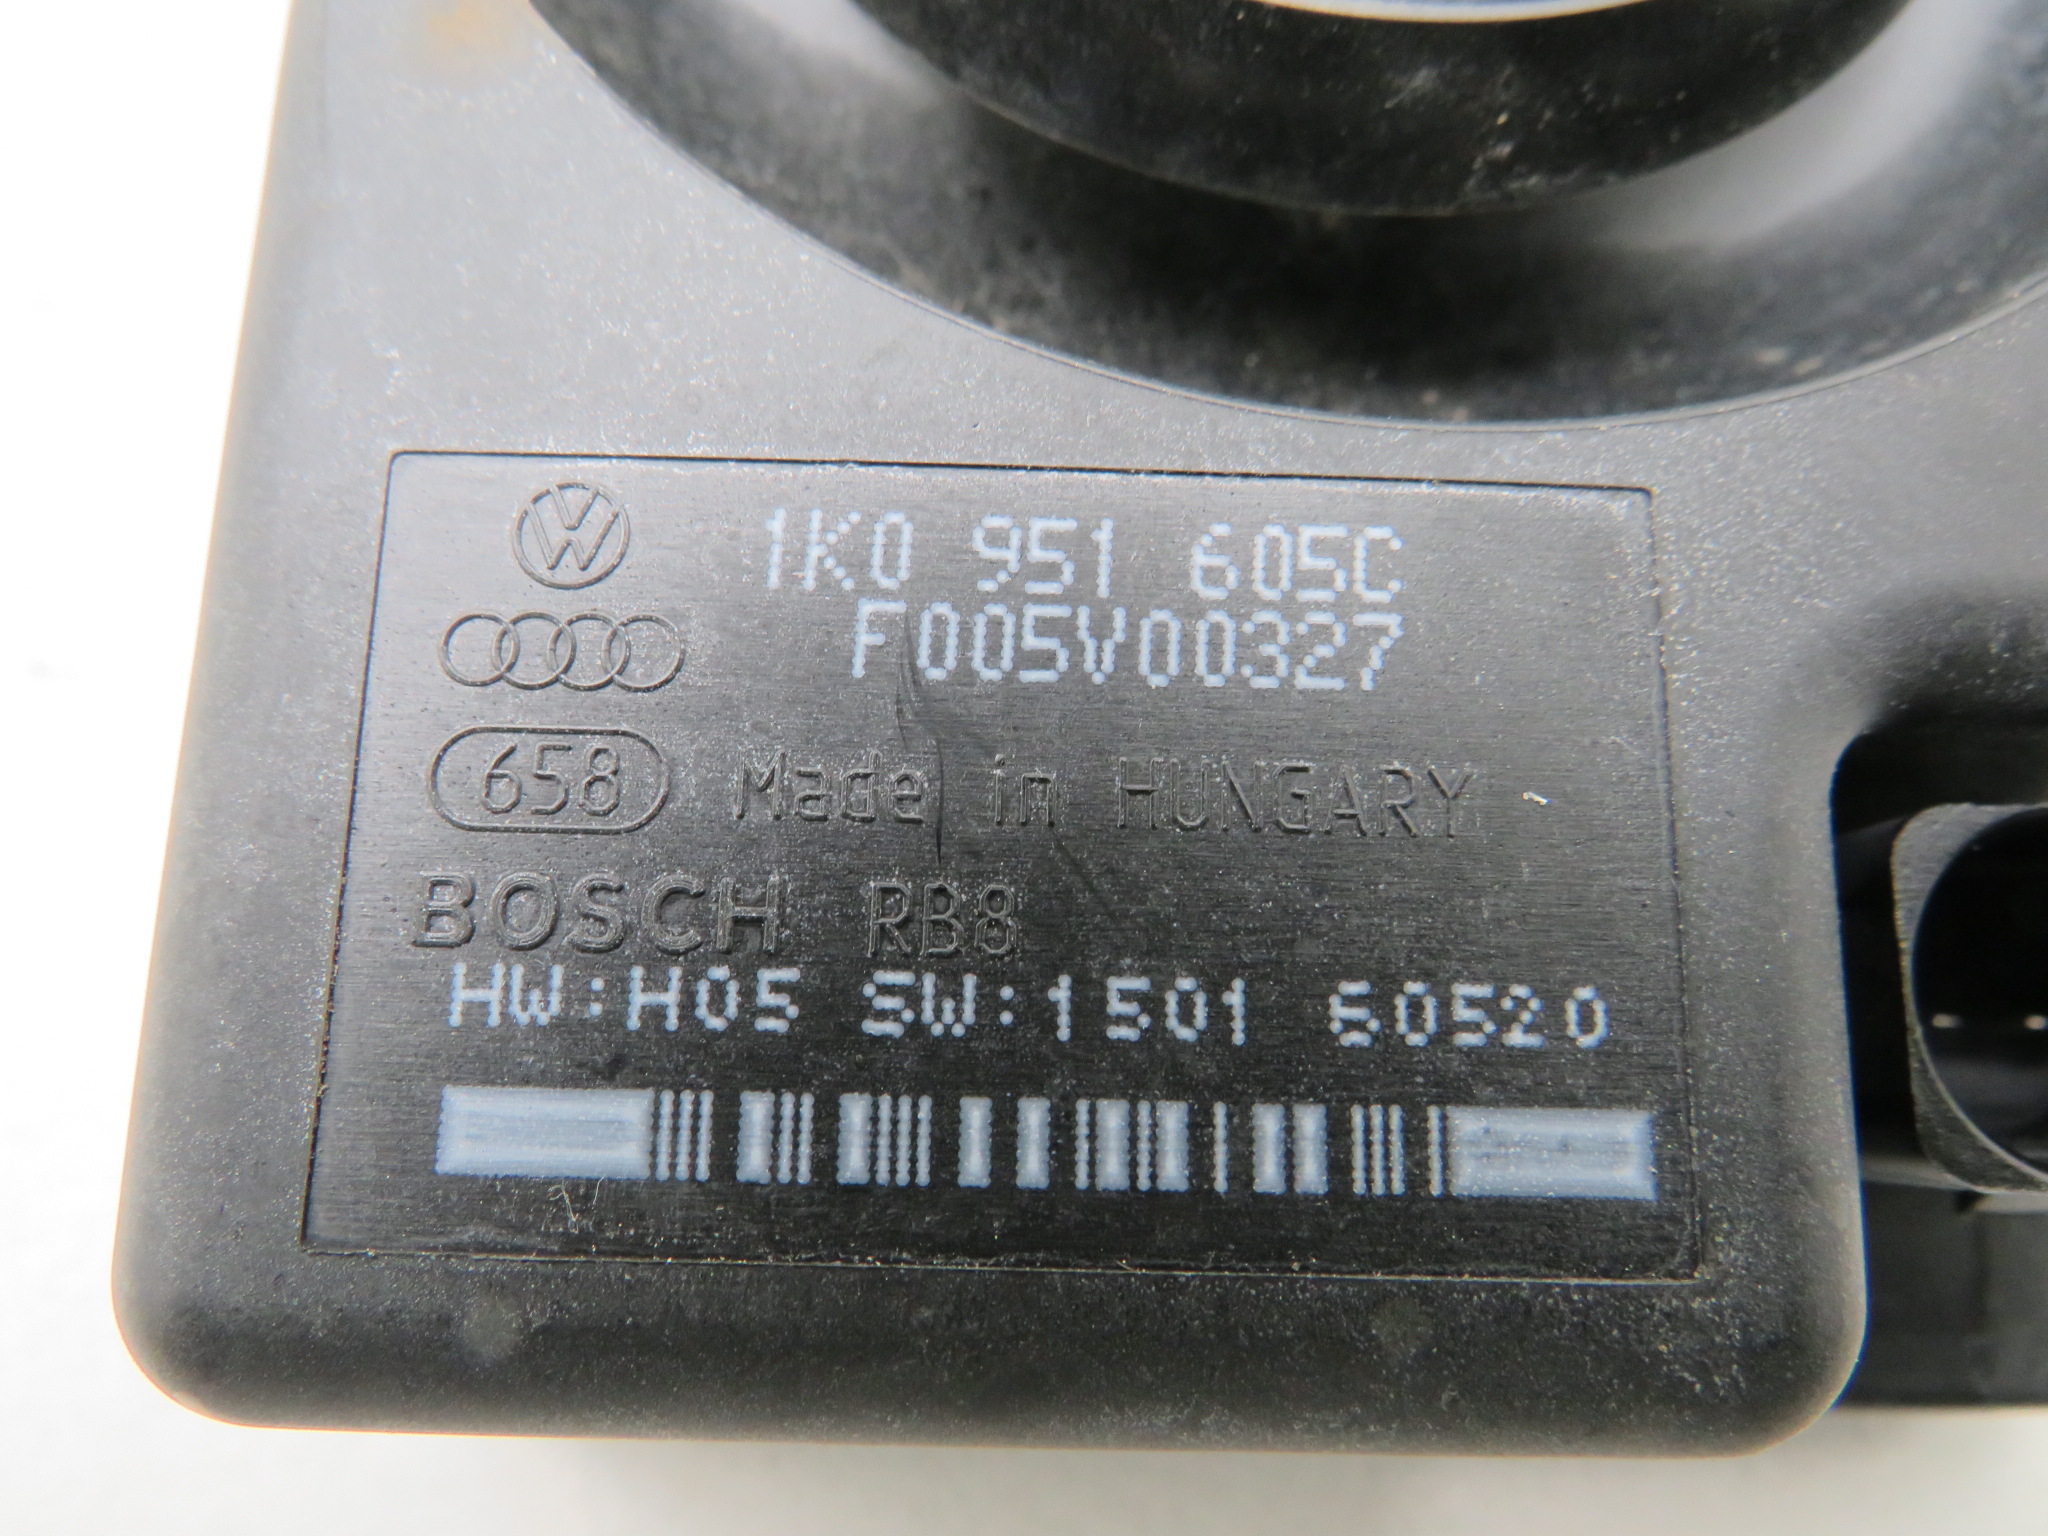 1K0 951 605C
F005V00327
658 Made in HUNGARY
BOSCH RB8
HW:H05 SW:1501 60520